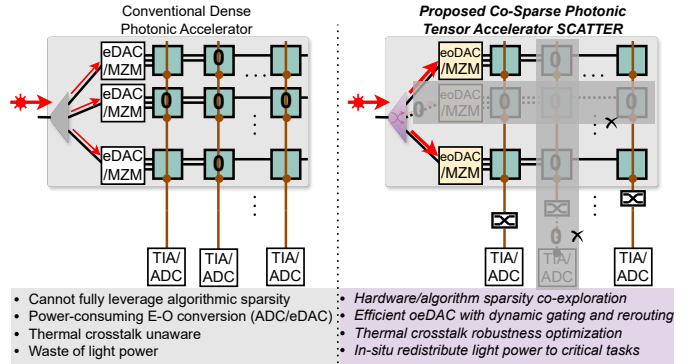 Conventional Dense
Photonic Accelerator
eDAC
/MZM
0
...
eDAC
/MZM
0
0
0
eDAC
/MZM
0
...
TIA/
ADC
TIA/
ADC
TIA/
ADC
• Cannot fully leverage algorithmic sparsity
• Power-consuming E-O conversion (ADC/eDAC)
• Thermal crosstalk unaware
• Waste of light power
Proposed Co-Sparse Photonic
Tensor Accelerator SCATTER
eoDAC
/MZM
0
...
0
eoDAC
/MZM
0
0
0
eoDAC
/MZM
0
...
0
TIA/
ADC
TIA/
ADC
TIA/
ADC
• Hardware/algorithm sparsity co-exploration
• Efficient oeDAC with dynamic gating and rerouting
• Thermal crosstalk robustness optimization
• In-situ redistribute light power to critical tasks